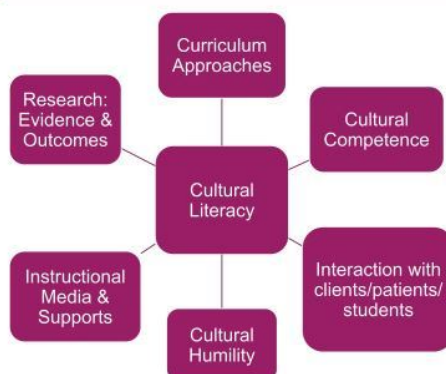 Curriculum
Approaches
Research:
Evidence &
Outcomes
Cultural
Competence
Cultural
Literacy
Instructional
Media &
Supports
Interaction with
clients/patients/
students
Cultural
Humility